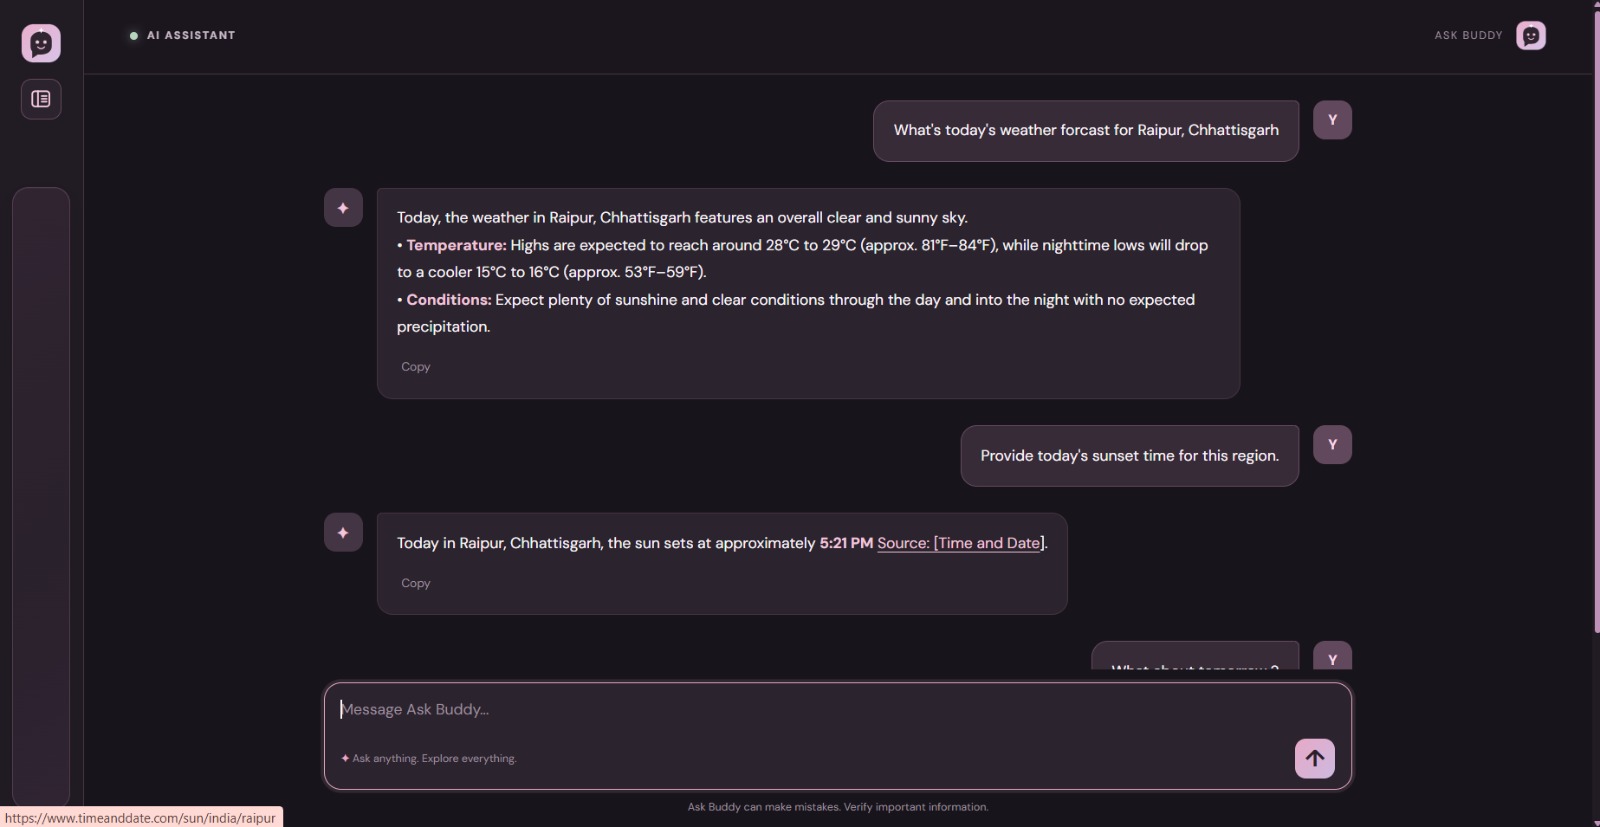 AI ASSISTANT
ASK BUDDY
What's today's weather forcast for Raipur, Chhattisgarh
Y
Today, the weather in Raipur, Chhattisgarh features an overall clear and sunny sky.
• Temperature: Highs are expected to reach around 28°C to 29°C (approx. 81°F–84°F), while nighttime lows will drop
to a cooler 15°C to 16°C (approx. 53°F–59°F).
• Conditions: Expect plenty of sunshine and clear conditions through the day and into the night with no expected
precipitation.
Copy
Provide today's sunset time for this region.
Y
Today in Raipur, Chhattisgarh, the sun sets at approximately 5:21 PM Source: [Time and Date].
Copy
What about tomorrow ?
Y
Message Ask Buddy...
✦ Ask anything. Explore everything.
Ask Buddy can make mistakes. Verify important information.
https://www.timeanddate.com/sun/india/raipur